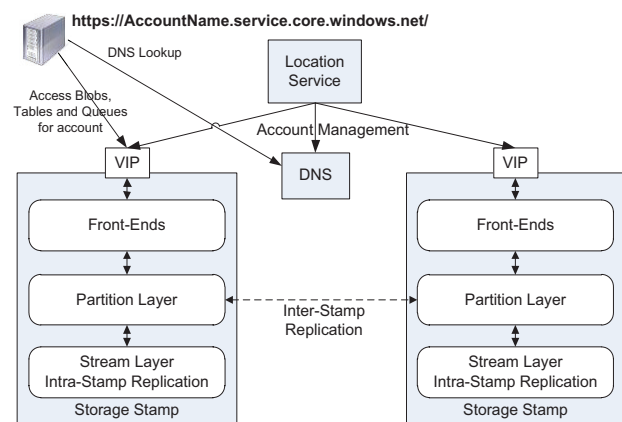 https://AccountName.service.core.windows.net/
DNS Lookup
Location
Service
Access Blobs,
Tables and Queues
for account
Account Management
VIP
DNS
VIP
Front-Ends
Front-Ends
Partition Layer
Inter-Stamp
Replication
Partition Layer
Stream Layer
Intra-Stamp Replication
Stream Layer
Intra-Stamp Replication
Storage Stamp
Storage Stamp